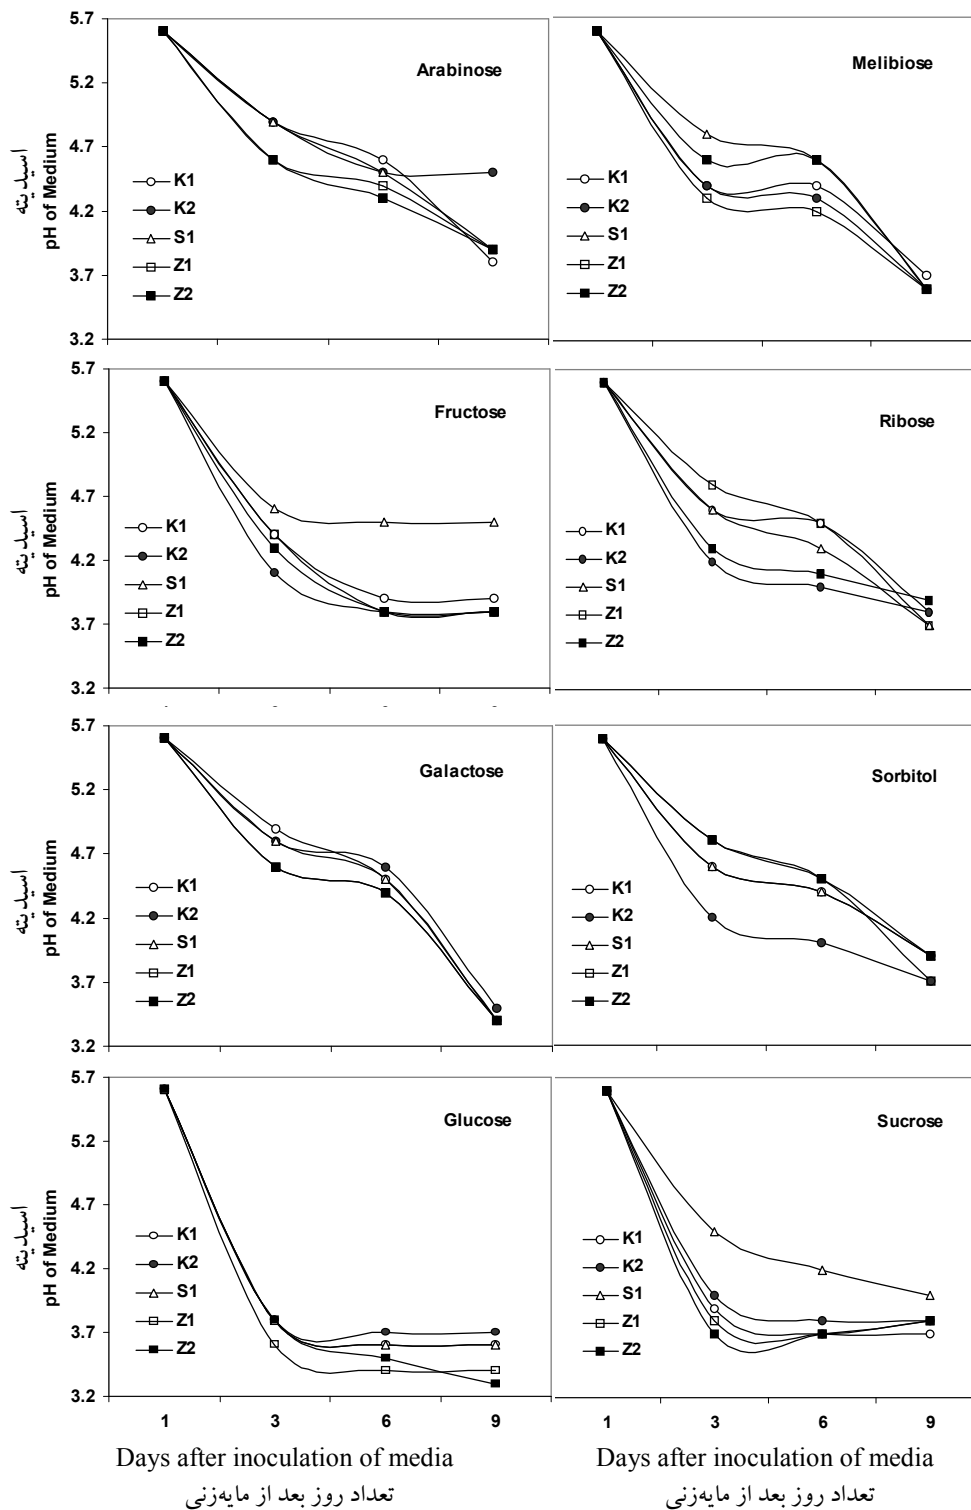 5.7
5.2
4.7
4.2
3.7
3.2
اسیدیته
pH of Medium
Arabinose
K1
K2
S1
Z1
Z2
Melibiose
K1
K2
S1
Z1
Z2
5.7
5.2
4.7
4.2
3.7
3.2
اسیدیته
pH of Medium
Fructose
K1
K2
S1
Z1
Z2
Ribose
K1
K2
S1
Z1
Z2
5.7
5.2
4.7
4.2
3.7
3.2
اسیدیته
pH of Medium
Galactose
K1
K2
S1
Z1
Z2
Sorbitol
K1
K2
S1
Z1
Z2
5.7
5.2
4.7
4.2
3.7
3.2
اسیدیته
pH of Medium
Glucose
K1
K2
S1
Z1
Z2
1 3 6 9
Days after inoculation of media
تعداد روز بعد از مایه‌زنی
Sucrose
K1
K2
S1
Z1
Z2
1 3 6 9
Days after inoculation of media
تعداد روز بعد از مایه‌زنی